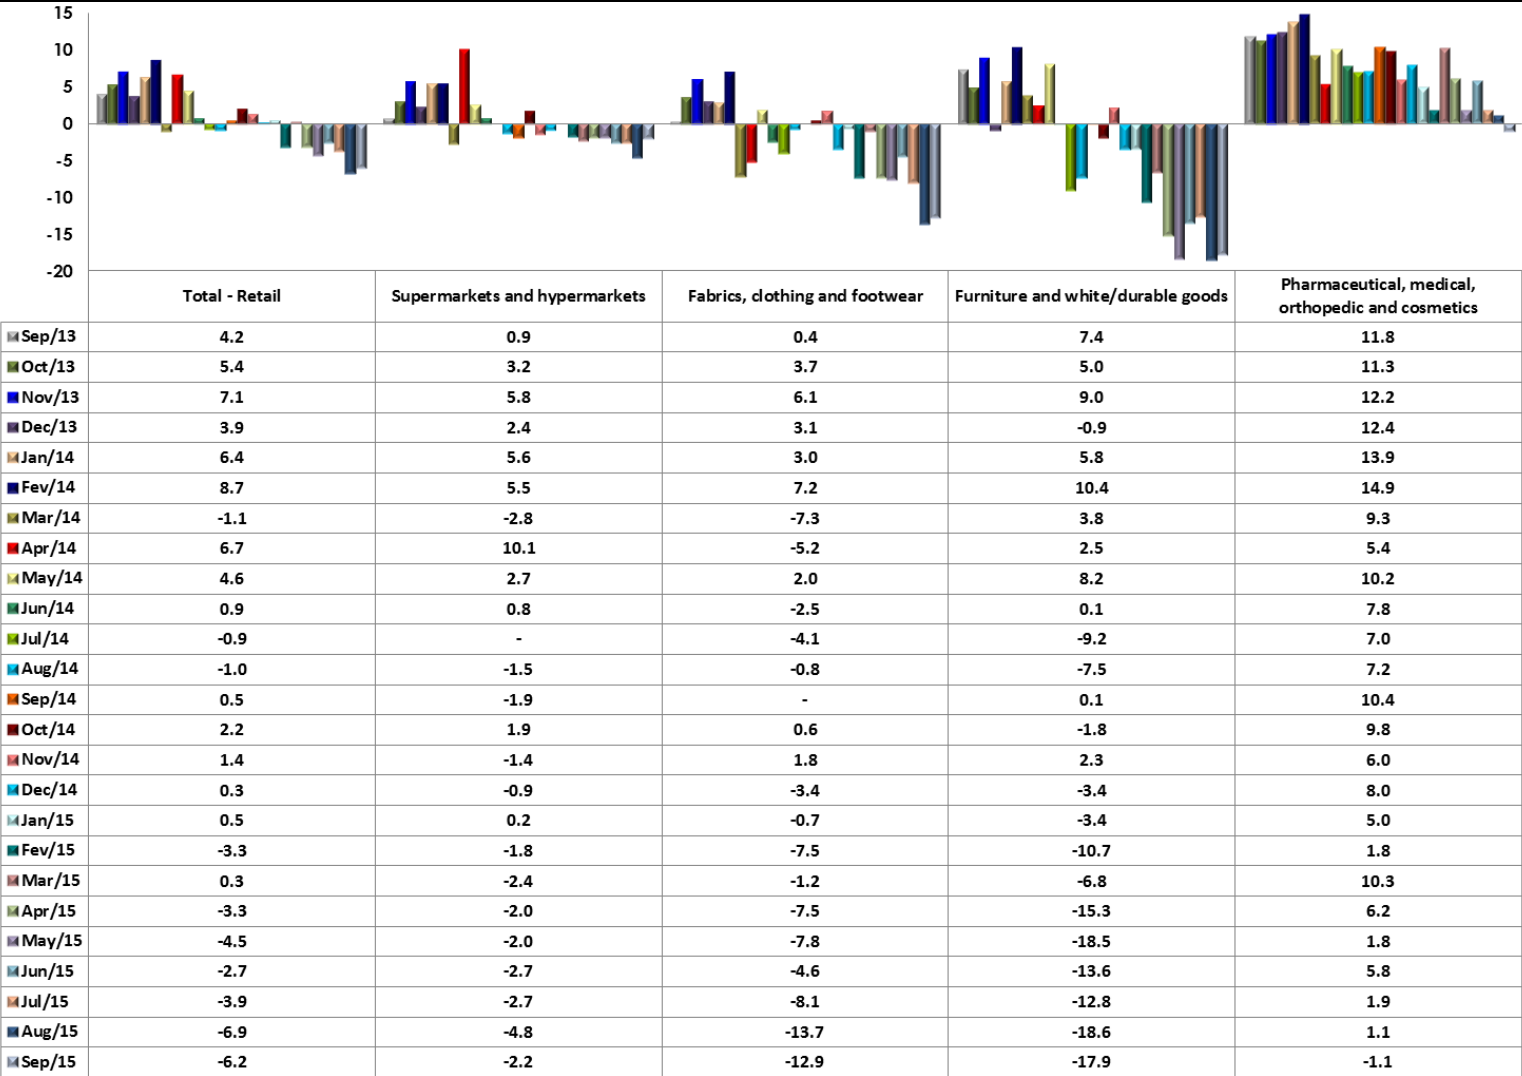 15
10
5
0
-5
-10
-15
-20
Total - Retail Supermarkets and hypermarkets Fabrics, clothing and footwear Furniture and white/durable goods Pharmaceutical, medical,
orthopedic and cosmetics
Sep/13 4.2 0.9 0.4 7.4 11.8
Oct/13 5.4 3.2 3.7 5.0 11.3
Nov/13 7.1 5.8 6.1 9.0 12.2
Dec/13 3.9 2.4 3.1 -0.9 12.4
Jan/14 6.4 5.6 3.0 5.8 13.9
Fev/14 8.7 5.5 7.2 10.4 14.9
Mar/14 -1.1 -2.8 -7.3 3.8 9.3
Apr/14 6.7 10.1 -5.2 2.5 5.4
May/14 4.6 2.7 2.0 8.2 10.2
Jun/14 0.9 0.8 -2.5 0.1 7.8
Jul/14 -0.9 - -4.1 -9.2 7.0
Aug/14 -1.0 -1.5 -0.8 -7.5 7.2
Sep/14 0.5 -1.9 - 0.1 10.4
Oct/14 2.2 1.9 0.6 -1.8 9.8
Nov/14 1.4 -1.4 1.8 2.3 6.0
Dec/14 0.3 -0.9 -3.4 -3.4 8.0
Jan/15 0.5 0.2 -0.7 -3.4 5.0
Fev/15 -3.3 -1.8 -7.5 -10.7 1.8
Mar/15 0.3 -2.4 -1.2 -6.8 10.3
Apr/15 -3.3 -2.0 -7.5 -15.3 6.2
May/15 -4.5 -2.0 -7.8 -18.5 1.8
Jun/15 -2.7 -2.7 -4.6 -13.6 5.8
Jul/15 -3.9 -2.7 -8.1 -12.8 1.9
Aug/15 -6.9 -4.8 -13.7 -18.6 1.1
Sep/15 -6.2 -2.2 -12.9 -17.9 -1.1